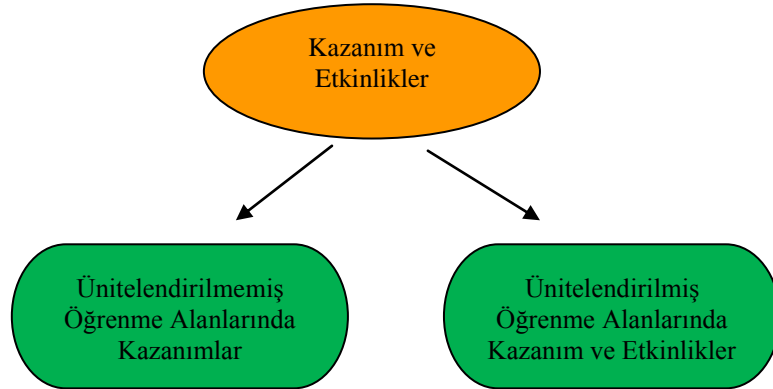 Kazanım ve
Etkinlikler
Ünitelendirilmemiş
Öğrenme Alanlarında
Kazanımlar
Ünitelendirilmiş
Öğrenme Alanlarında
Kazanım ve Etkinlikler